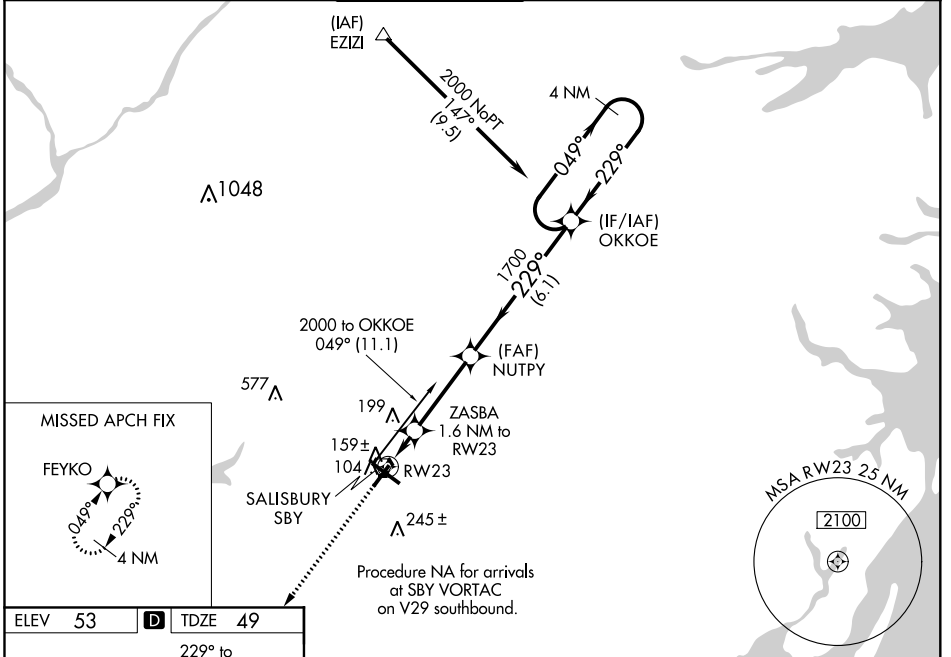 (IAF)
EZIZI
2000 NoPT
147°
(9.5)
4 NM
049°
229°
(IF/IAF)
OKKOE
1048
1700
229°
(6.1)
2000 to OKKOE
049° (11.1)
(FAF)
NUTPY
577
199
ZASBA
1.6 NM to
RW23
159±
104
RW23
SALISBURY
SBY
245±
MISSED APCH FIX
FEYKO
049°
229°
4 NM
Procedure NA for arrivals
at SBY VORTAC
on V29 southbound.
MSA RW23 25 NM
2100
ELEV 53 D TDZE 49
229° to